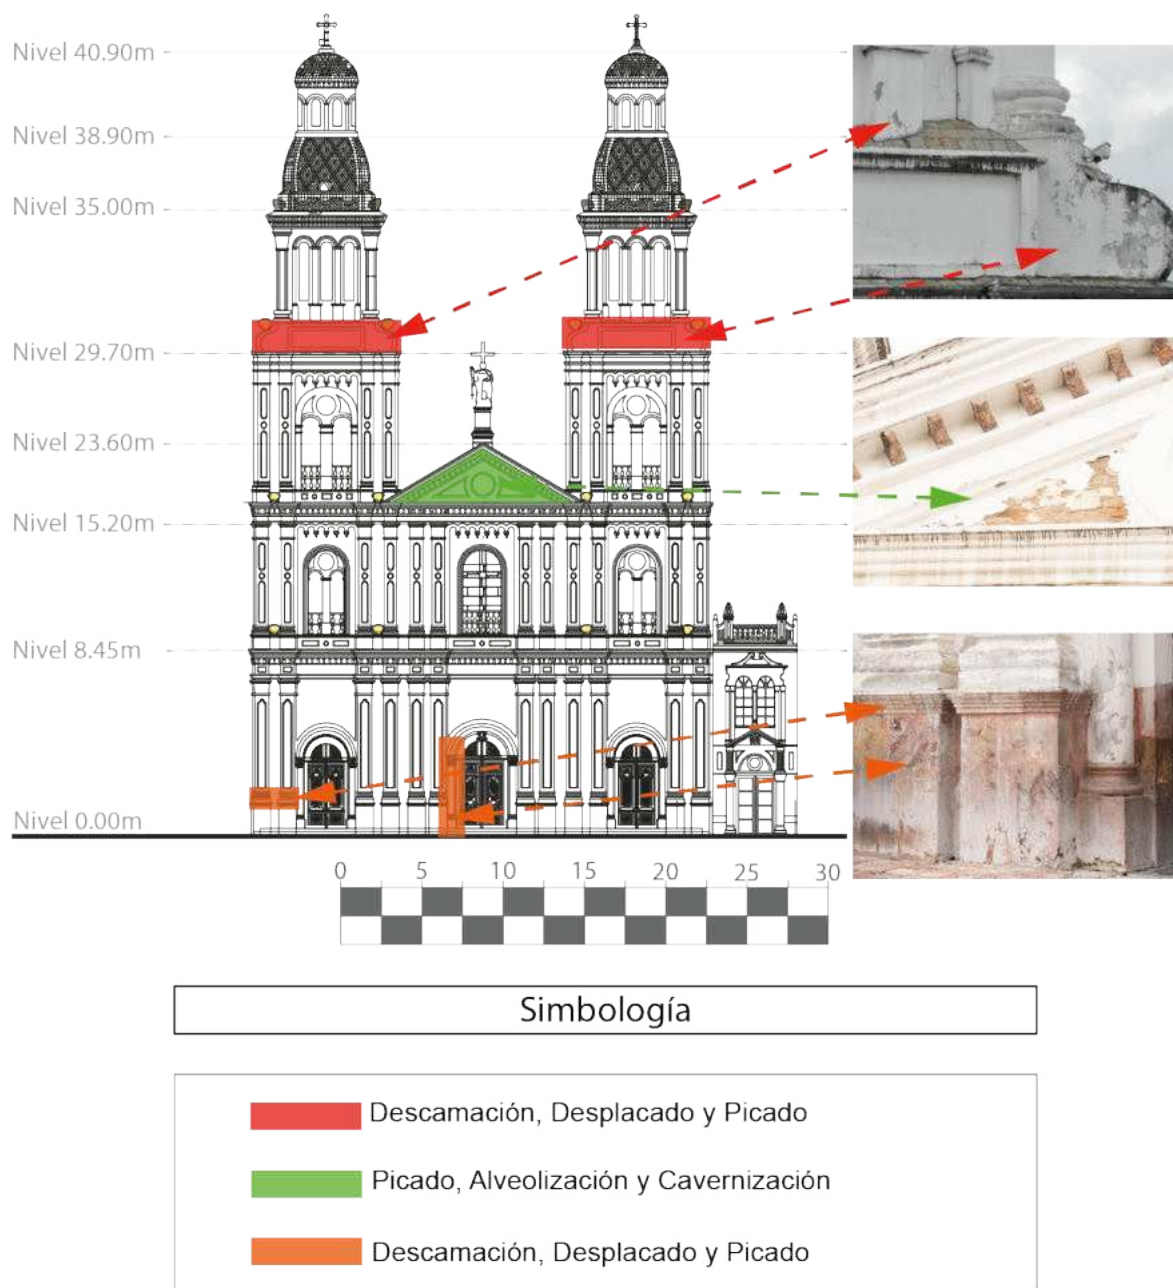 Nivel 40.90m
Nivel 38.90m
Nivel 35.00m
Nivel 29.70m
Nivel 23.60m
Nivel 15.20m
Nivel 8.45m
Nivel 0.00m
0 5 10 15 20 25 30
Simbología
Descamación, Desplacado y Picado
Picado, Alveolización y Cavernización
Descamación, Desplacado y Picado